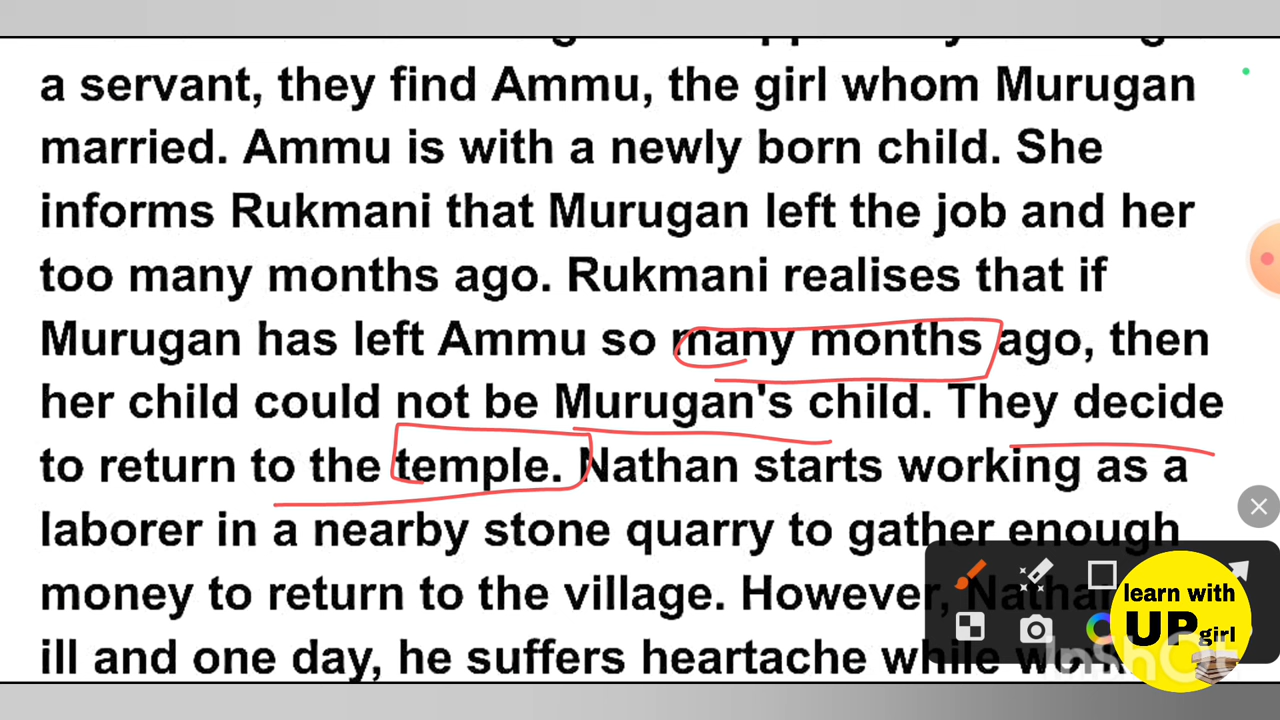 a servant, they find Ammu, the girl whom Murugan
married. Ammu is with a newly born child. She
informs Rukmani that Murugan left the job and her
too many months ago. Rukmani realises that if
Murugan has left Ammu so many months ago, then
her child could not be Murugan's child. They decide
to return to the temple. Nathan starts working as a
laborer in a nearby stone quarry to gather enough
money to return to the village. However, Nathan
ill and one day, he suffers heartache while
learn with
UP girl
InShOt